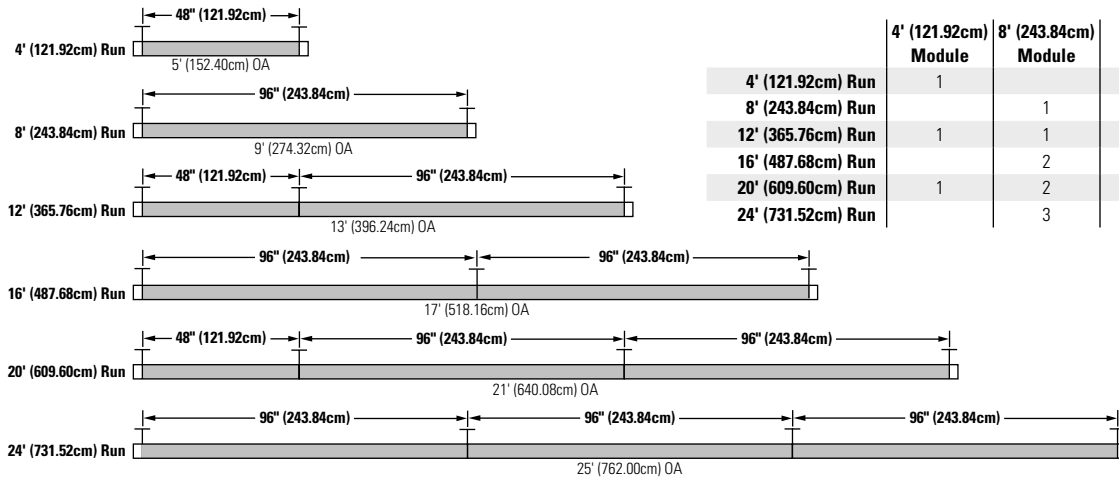 48" (121.92cm)
4' (121.92cm) Run
5' (152.40cm) OA
96" (243.84cm)
8' (243.84cm) Run
9' (274.32cm) OA
48" (121.92cm) 96" (243.84cm)
12' (365.76cm) Run
13' (396.24cm) OA
96" (243.84cm) 96" (243.84cm)
16' (487.68cm) Run
17' (518.16cm) OA
48" (121.92cm) 96" (243.84cm) 96" (243.84cm)
20' (609.60cm) Run
21' (640.08cm) OA
96" (243.84cm) 96" (243.84cm) 96" (243.84cm)
24' (731.52cm) Run
25' (762.00cm) OA
4' (121.92cm) 8' (243.84cm)
Module Module
4' (121.92cm) Run 1
8' (243.84cm) Run 1
12' (365.76cm) Run 1 1
16' (487.68cm) Run 2
20' (609.60cm) Run 1 2
24' (731.52cm) Run 3